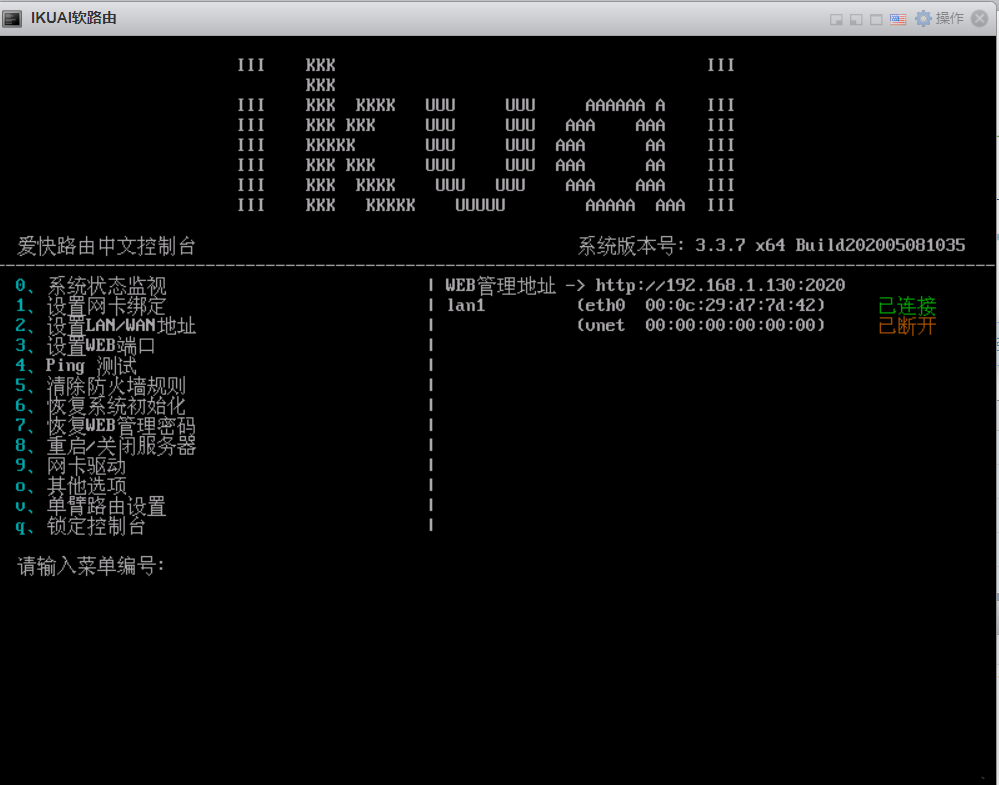 IKUAI软路由 操作
III    KKK                                     III
       KKK
III    KKK  KKKK   UUU     UUU     AAAAAA A    III
III    KKK KKK     UUU     UUU   AAA    AAA    III
III    KKKKK       UUU     UUU  AAA      AA    III
III    KKK KKK     UUU     UUU  AAA      AA    III
III    KKK  KKKK    UUU   UUU    AAA    AAA    III
III    KKK   KKKKK    UUUUU        AAAAA  AAA  III
爱快路由中文控制台 系统版本号: 3.3.7 x64 Build202005081035
0、系统状态监视 | WEB管理地址 -> http://192.168.1.130:2020
1、设置网卡绑定 | lan1 (eth0 00:0c:29:d7:7d:42) 已连接
2、设置LAN/WAN地址 | (vnet 00:00:00:00:00:00) 已断开
3、设置WEB端口 |
4、Ping 测试 |
5、清除防火墙规则 |
6、恢复系统初始化 |
7、恢复WEB管理密码 |
8、重启/关闭服务器 |
9、网卡驱动 |
o、其他选项 |
v、单臂路由设置 |
q、锁定控制台 |
请输入菜单编号: